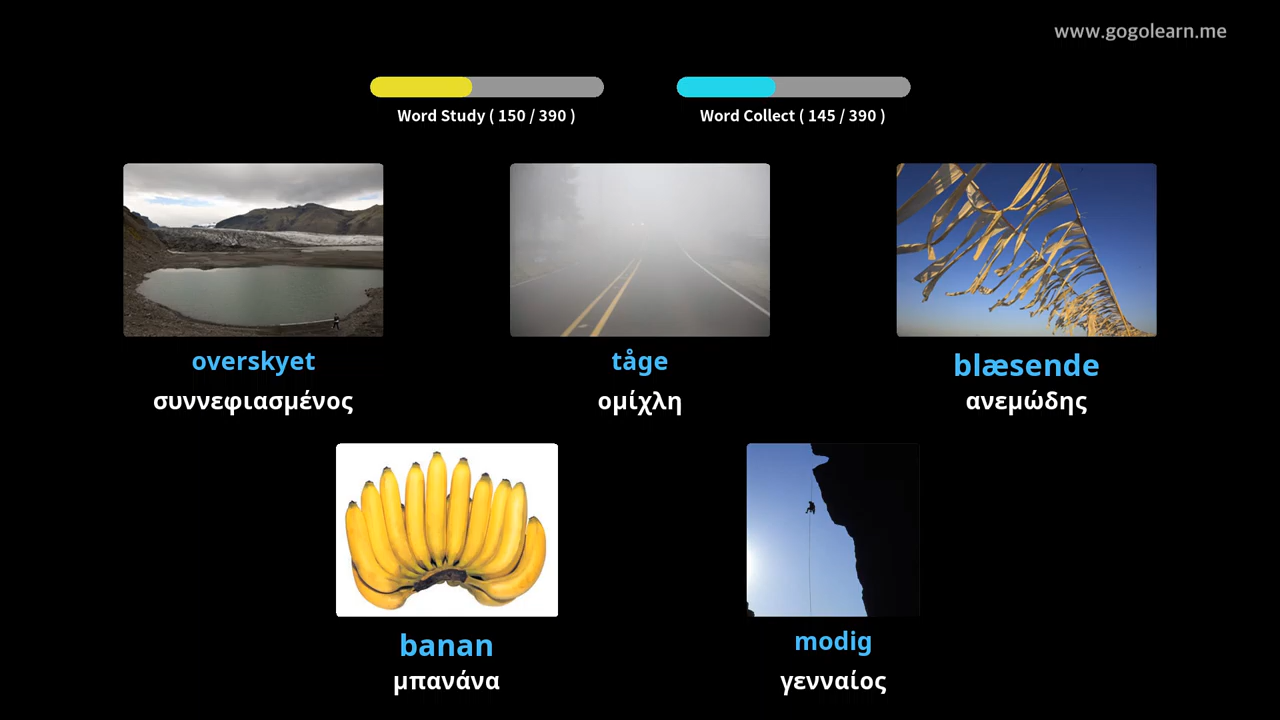 www.gogolearn.me
Word Study ( 150 / 390 )
Word Collect ( 145 / 390 )
overskyet
συννεφιασμένος
tåge
ομίχλη
blæsende
ανεμώδης
banan
μπανάνα
modig
γενναίος